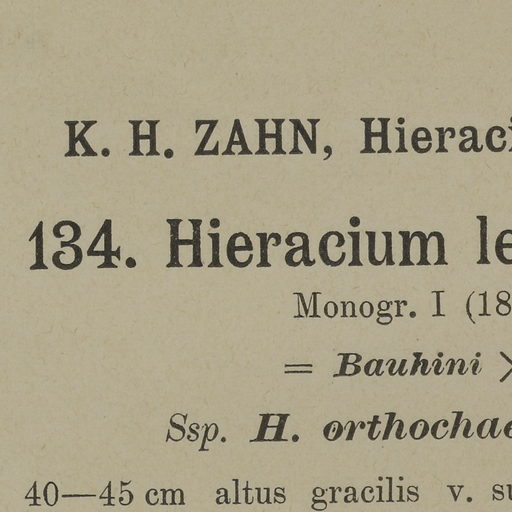 K. H. ZAHN, Hieraci
134. Hieracium le
Monogr. I (18
= Bauhini ×
Ssp. H. orthochae
40—45 cm altus gracilis v. su